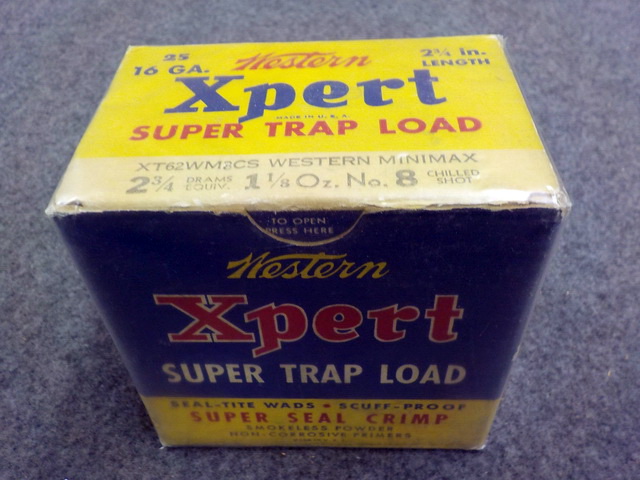 25
16 GA.
Western
2¾ in.
LENGTH
Xpert
MADE IN U.S.A.
SUPER TRAP LOAD
XT62WM8CS WESTERN MINIMAX
2¾ DRAMS EQUIV. 1⅛ Oz. No. 8 CHILLED SHOT
TO OPEN
PRESS HERE
Western
Xpert
SUPER TRAP LOAD
SEAL-TITE WADS • SCUFF-PROOF
SUPER SEAL CRIMP
SMOKELESS POWDER
NON-CORROSIVE PRIMERS